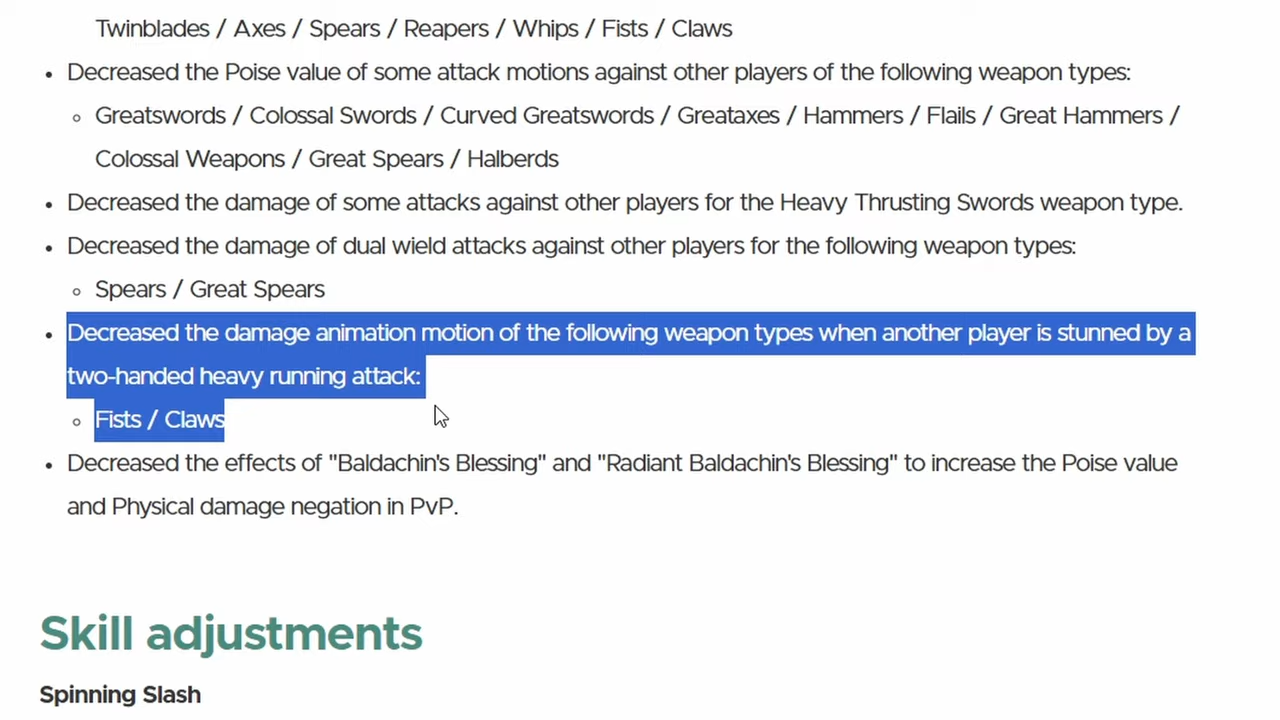 Twinblades / Axes / Spears / Reapers / Whips / Fists / Claws
Decreased the Poise value of some attack motions against other players of the following weapon types:
Greatswords / Colossal Swords / Curved Greatswords / Greataxes / Hammers / Flails / Great Hammers /
Colossal Weapons / Great Spears / Halberds
Decreased the damage of some attacks against other players for the Heavy Thrusting Swords weapon type.
Decreased the damage of dual wield attacks against other players for the following weapon types:
Spears / Great Spears
Decreased the damage animation motion of the following weapon types when another player is stunned by a
two-handed heavy running attack:
Fists / Claws
Decreased the effects of "Baldachin's Blessing" and "Radiant Baldachin's Blessing" to increase the Poise value
and Physical damage negation in PvP.
Skill adjustments
Spinning Slash